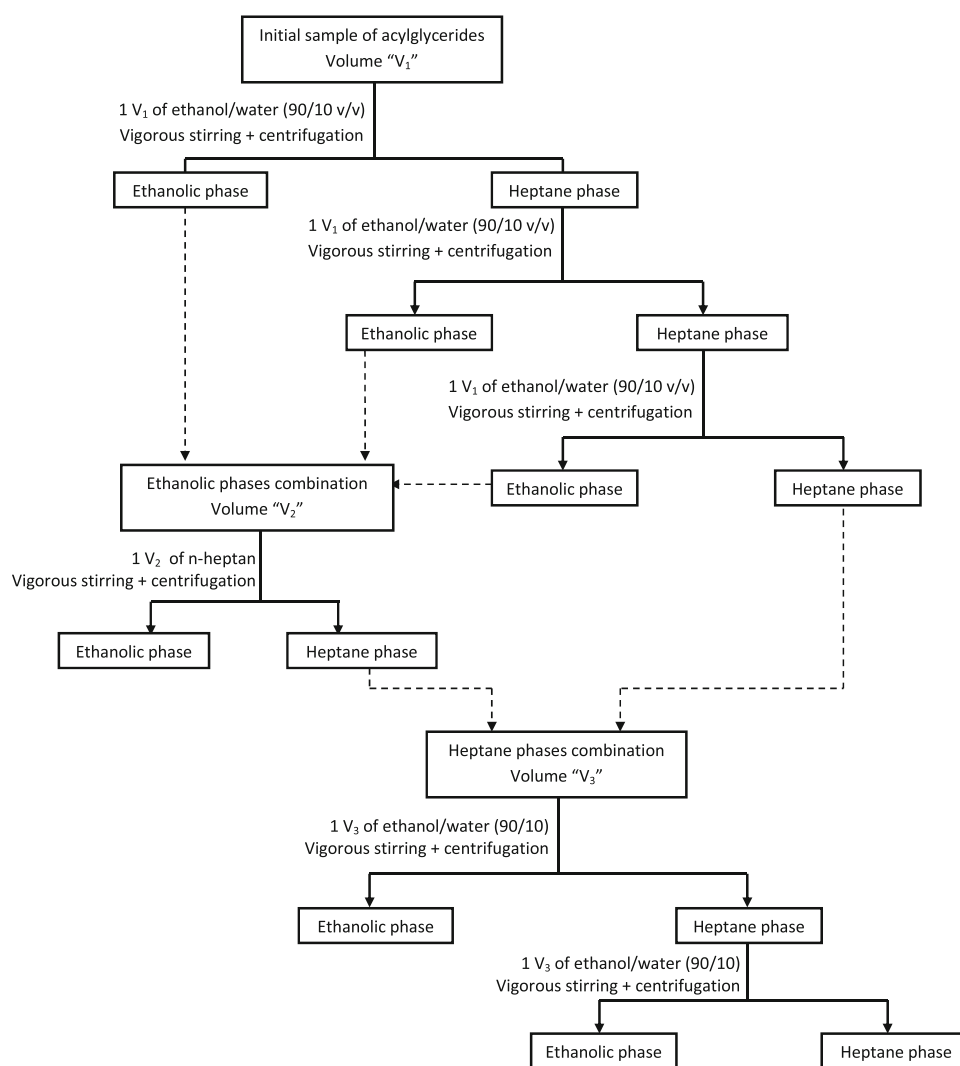 Initial sample of acylglycerides
Volume “V₁”
1 V₁ of ethanol/water (90/10 v/v)
Vigorous stirring + centrifugation
Ethanolic phase
Heptane phase
1 V₁ of ethanol/water (90/10 v/v)
Vigorous stirring + centrifugation
Ethanolic phase
Heptane phase
1 V₁ of ethanol/water (90/10 v/v)
Vigorous stirring + centrifugation
Ethanolic phases combination
Volume “V₂”
Ethanolic phase
Heptane phase
1 V₂ of n-heptan
Vigorous stirring + centrifugation
Ethanolic phase
Heptane phase
Heptane phases combination
Volume “V₃”
1 V₃ of ethanol/water (90/10)
Vigorous stirring + centrifugation
Ethanolic phase
Heptane phase
1 V₃ of ethanol/water (90/10)
Vigorous stirring + centrifugation
Ethanolic phase
Heptane phase